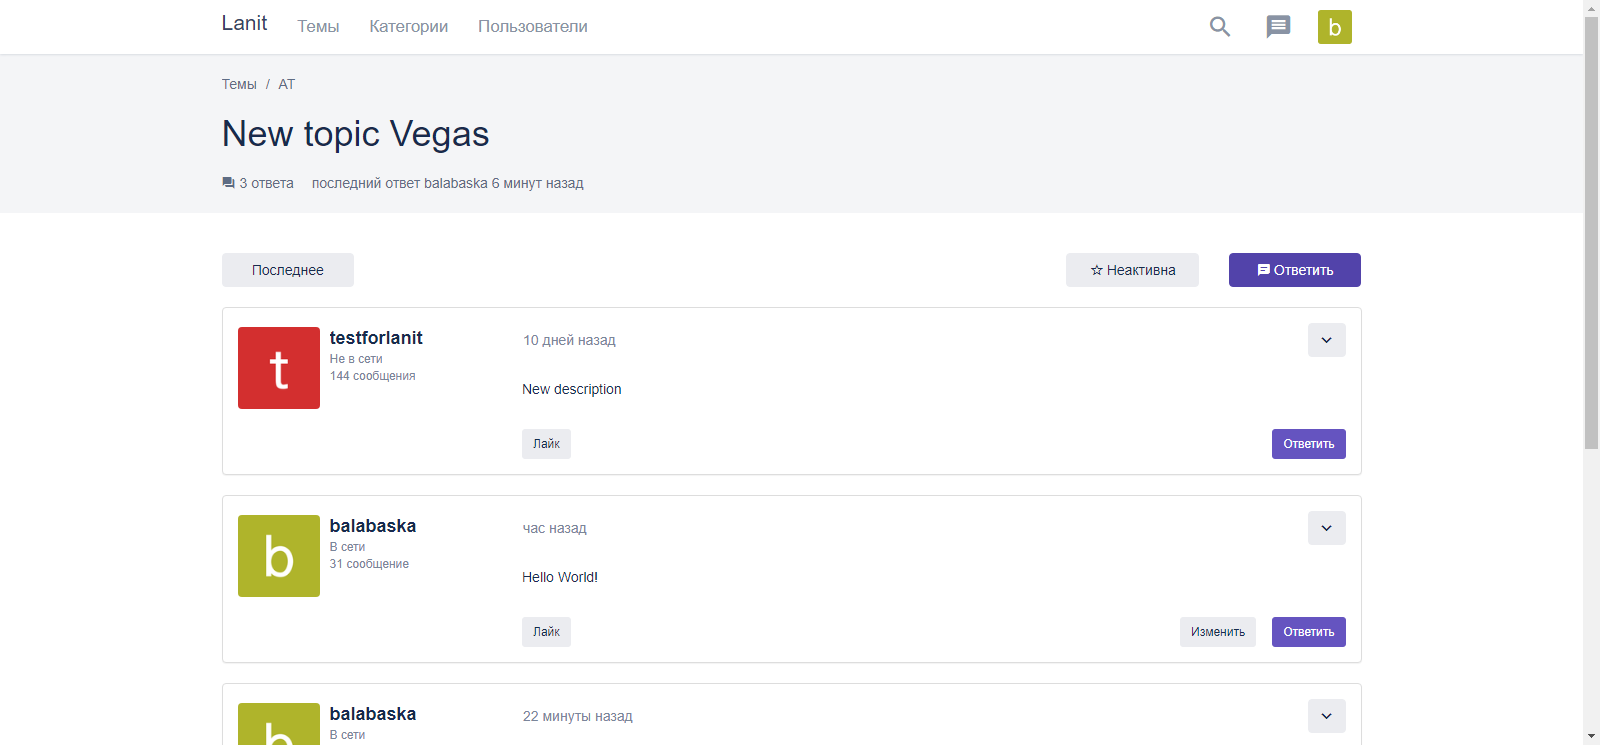 Lanit Темы Категории Пользователи b
Темы / AT
New topic Vegas
3 ответа последний ответ balabaska 6 минут назад
Последнее Неактивна Ответить
t testforlanit 10 дней назад
Не в сети
144 сообщения
New description
Лайк Ответить
b balabaska час назад
В сети
31 сообщение
Hello World!
Лайк Изменить Ответить
b balabaska 22 минуты назад
В сети